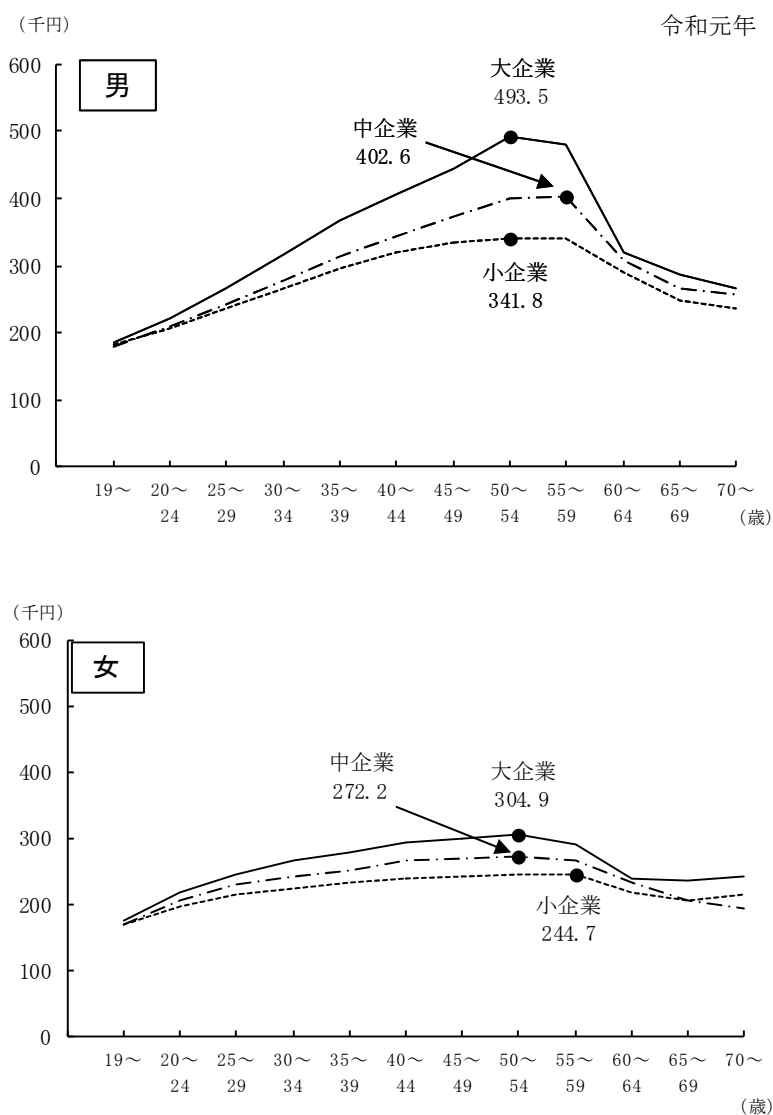 （千円）
令和元年
男
600
500
400
300
200
100
0
大企業
493.5
中企業
402.6
小企業
341.8
19～ 20～ 25～ 30～ 35～ 40～ 45～ 50～ 55～ 60～ 65～ 70～
24 29 34 39 44 49 54 59 64 69 （歳）
（千円）
女
600
500
400
300
200
100
0
中企業
272.2
大企業
304.9
小企業
244.7
19～ 20～ 25～ 30～ 35～ 40～ 45～ 50～ 55～ 60～ 65～ 70～
24 29 34 39 44 49 54 59 64 69
（歳）